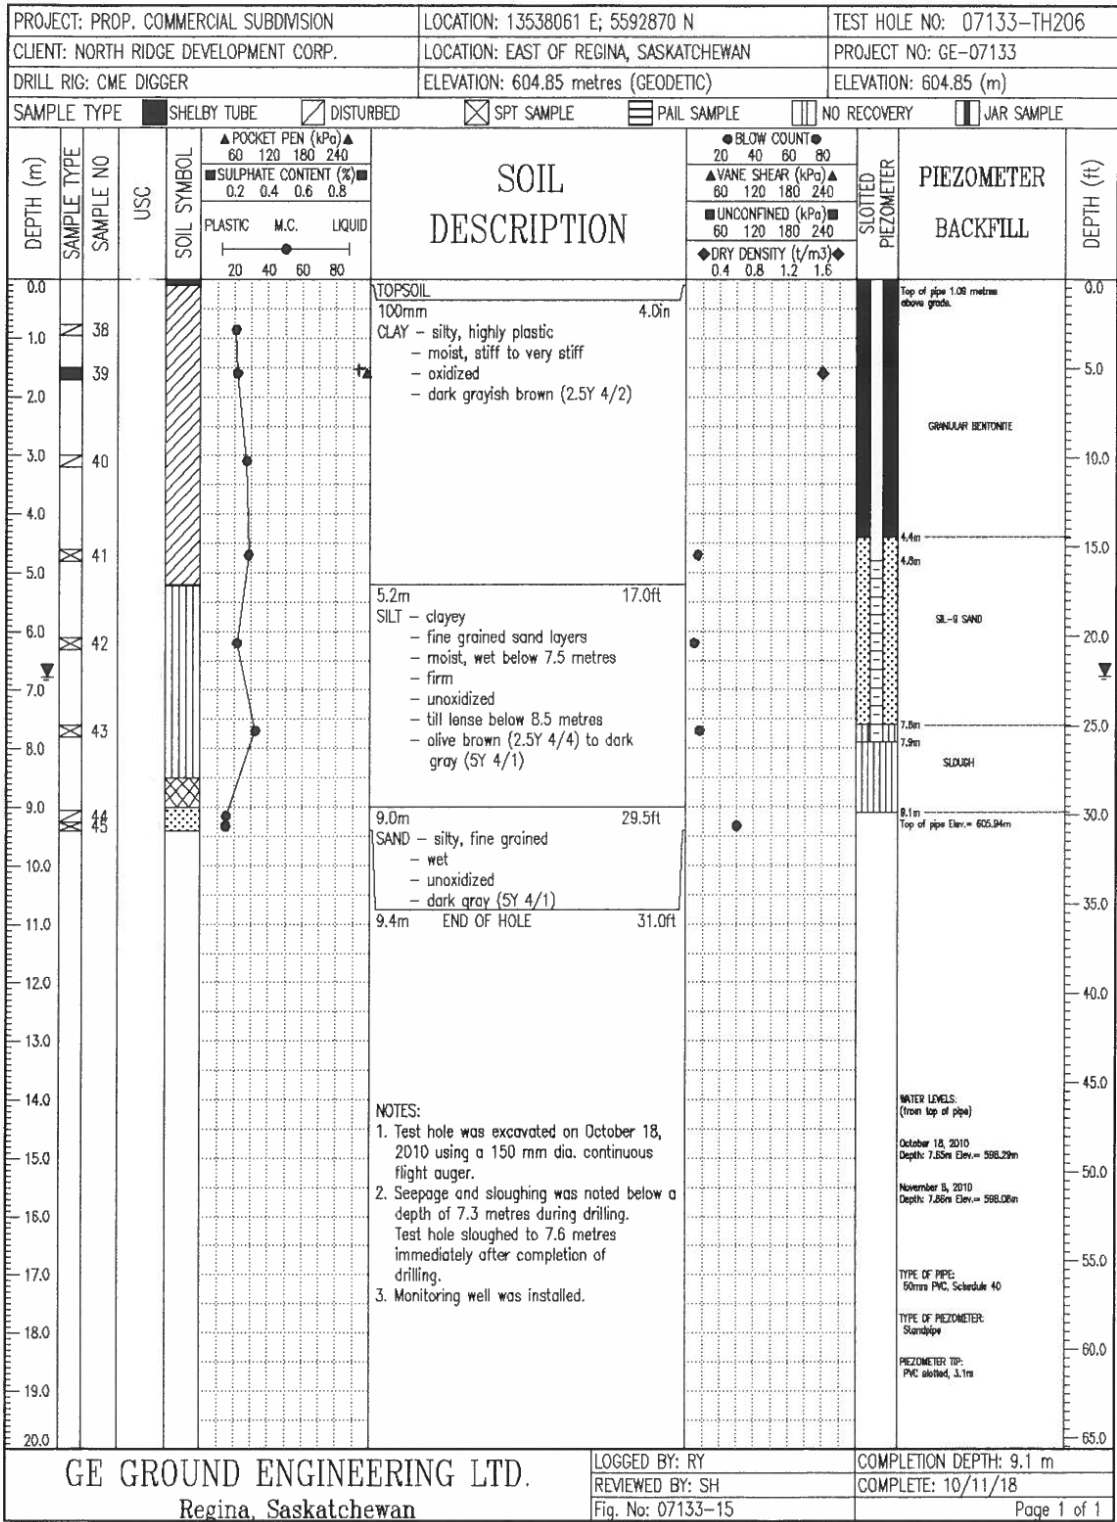 PROJECT: PROP. COMMERCIAL SUBDIVISION
LOCATION: 13538061 E; 5592870 N
TEST HOLE NO: 07133-TH206
CLIENT: NORTH RIDGE DEVELOPMENT CORP.
LOCATION: EAST OF REGINA, SASKATCHEWAN
PROJECT NO: GE-07133
DRILL RIG: CME DIGGER
ELEVATION: 604.85 metres (GEODETIC)
ELEVATION: 604.85 (m)
SAMPLE TYPE
SHELBY TUBE
DISTURBED
SPT SAMPLE
PAIL SAMPLE
NO RECOVERY
JAR SAMPLE
DEPTH (m)
SAMPLE TYPE
SAMPLE NO
USC
SOIL SYMBOL
▲POCKET PEN (kPa)▲
60 120 180 240
■SULPHATE CONTENT (%)■
0.2 0.4 0.6 0.8
PLASTIC M.C. LIQUID
20 40 60 80
SOIL
DESCRIPTION
●BLOW COUNT●
20 40 60 80
▲VANE SHEAR (kPa)▲
60 120 180 240
■UNCONFINED (kPa)■
60 120 180 240
◆DRY DENSITY (t/m3)◆
0.4 0.8 1.2 1.6
SLOTTED
PIEZOMETER
PIEZOMETER
BACKFILL
DEPTH (ft)
0.0
1.0
2.0
3.0
4.0
5.0
6.0
7.0
8.0
9.0
10.0
11.0
12.0
13.0
14.0
15.0
16.0
17.0
18.0
19.0
20.0
38
39
40
41
42
43
44
45
TOPSOIL
100mm 4.0in
CLAY - silty, highly plastic
- moist, stiff to very stiff
- oxidized
- dark grayish brown (2.5Y 4/2)
5.2m 17.0ft
SILT - clayey
- fine grained sand layers
- moist, wet below 7.5 metres
- firm
- unoxidized
- till lense below 8.5 metres
- olive brown (2.5Y 4/4) to dark
gray (5Y 4/1)
9.0m 29.5ft
SAND - silty, fine grained
- wet
- unoxidized
- dark gray (5Y 4/1)
9.4m END OF HOLE 31.0ft
NOTES:
1. Test hole was excavated on October 18,
2010 using a 150 mm dia. continuous
flight auger.
2. Seepage and sloughing was noted below a
depth of 7.3 metres during drilling.
Test hole sloughed to 7.6 metres
immediately after completion of
drilling.
3. Monitoring well was installed.
Top of pipe 1.09 metres
above grade.
GRANULAR BENTONITE
4.4m
4.8m
SIL-9 SAND
7.8m
7.9m
SLOUGH
9.1m
Top of pipe Elev.= 605.94m
WATER LEVELS:
(from top of pipe)
October 18, 2010
Depth: 7.65m Elev.= 598.29m
November 8, 2010
Depth: 7.86m Elev.= 598.08m
TYPE OF PIPE:
50mm PVC, Schedule 40
TYPE OF PIEZOMETER:
Standpipe
PIEZOMETER TIP:
PVC slotted, 3.1m
0.0
5.0
10.0
15.0
20.0
25.0
30.0
35.0
40.0
45.0
50.0
55.0
60.0
65.0
GE GROUND ENGINEERING LTD.
Regina, Saskatchewan
LOGGED BY: RY
COMPLETION DEPTH: 9.1 m
REVIEWED BY: SH
COMPLETE: 10/11/18
Fig. No: 07133-15
Page 1 of 1